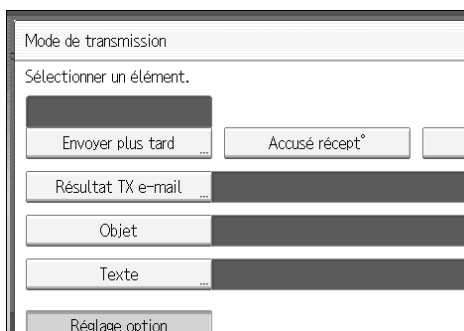 Mode de transmission
Sélectionner un élément.
Envoyer plus tard
Accusé récept°
Résultat TX e-mail
Objet
Texte
Réglage option